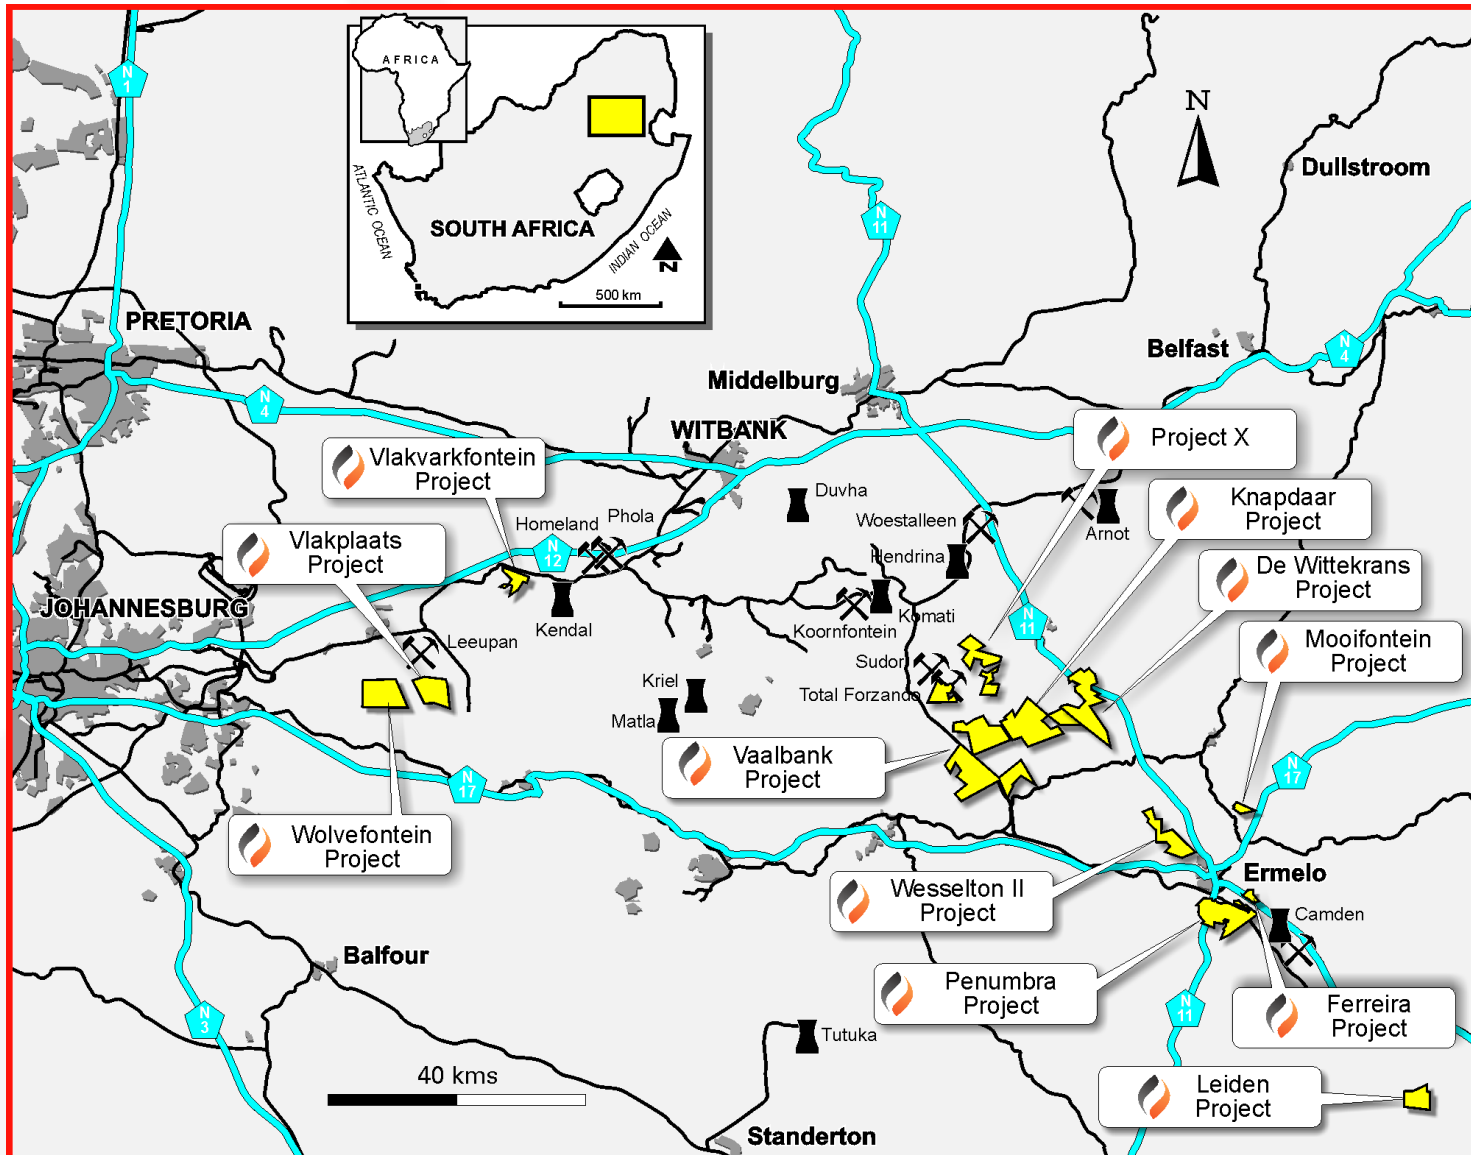 N
1
AFRICA
ATLANTIC OCEAN
SOUTH AFRICA
INDIAN OCEAN
N
500 km
N
11
N
Dullstroom
PRETORIA
Belfast
N
4
Middelburg
N
4
WITBANK
Project X
Vlakvarkfontein
Project
Duvha
Knapdaar
Project
Phola
Homeland
Woestalleen
Arnot
Vlakplaats
Project
N
12
Hendrina
De Wittekrans
Project
JOHANNESBURG
Kendal
Koornfontein
Komati
N
11
Mooifontein
Project
Leeupan
Sudor
Kriel
Total Forzando
Matla
Vaalbank
Project
N
17
N
17
Wolvefontein
Project
Ermelo
Wesselton II
Project
Camden
Balfour
Penumbra
Project
N
11
Ferreira
Project
N
3
Tutuka
40 kms
Leiden
Project
Standerton